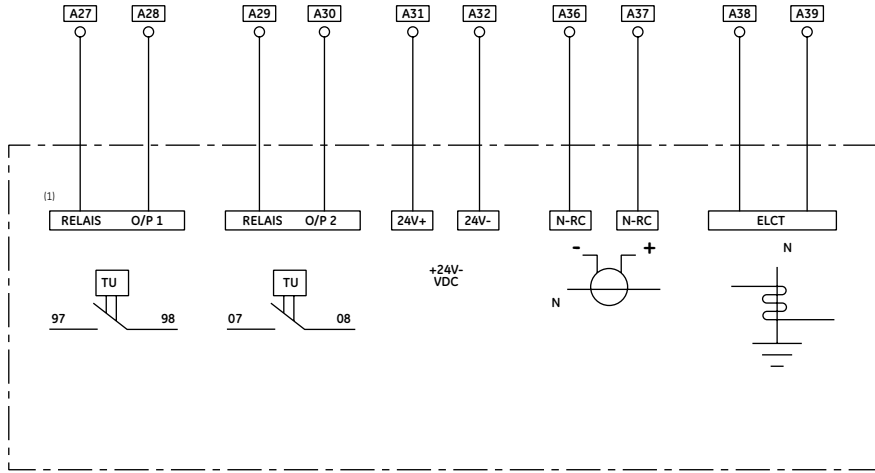 A27 A28 A29 A30 A31 A32 A36 A37 A38 A39
(1)
RELAIS O/P 1 RELAIS O/P 2 24V+ 24V- N-RC N-RC ELCT
- + N
TU TU +24V-
VDC
N
97 98 07 08